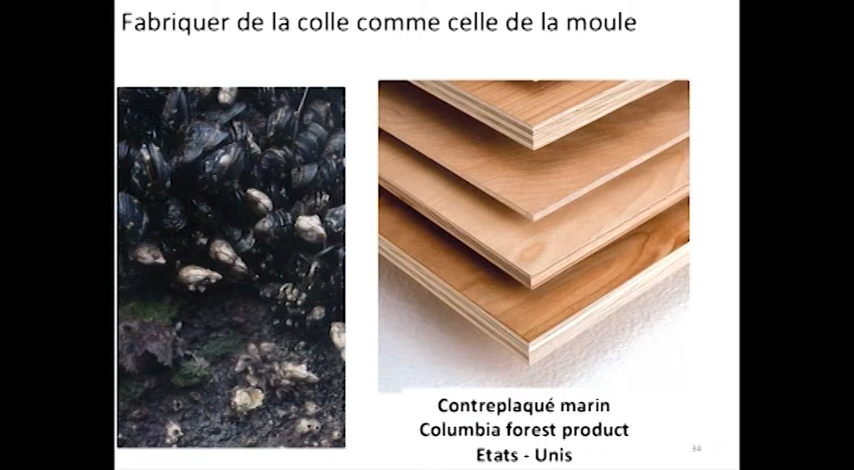 Fabriquer de la colle comme celle de la moule
Contreplaqué marin
Columbia forest product
Etats - Unis
34